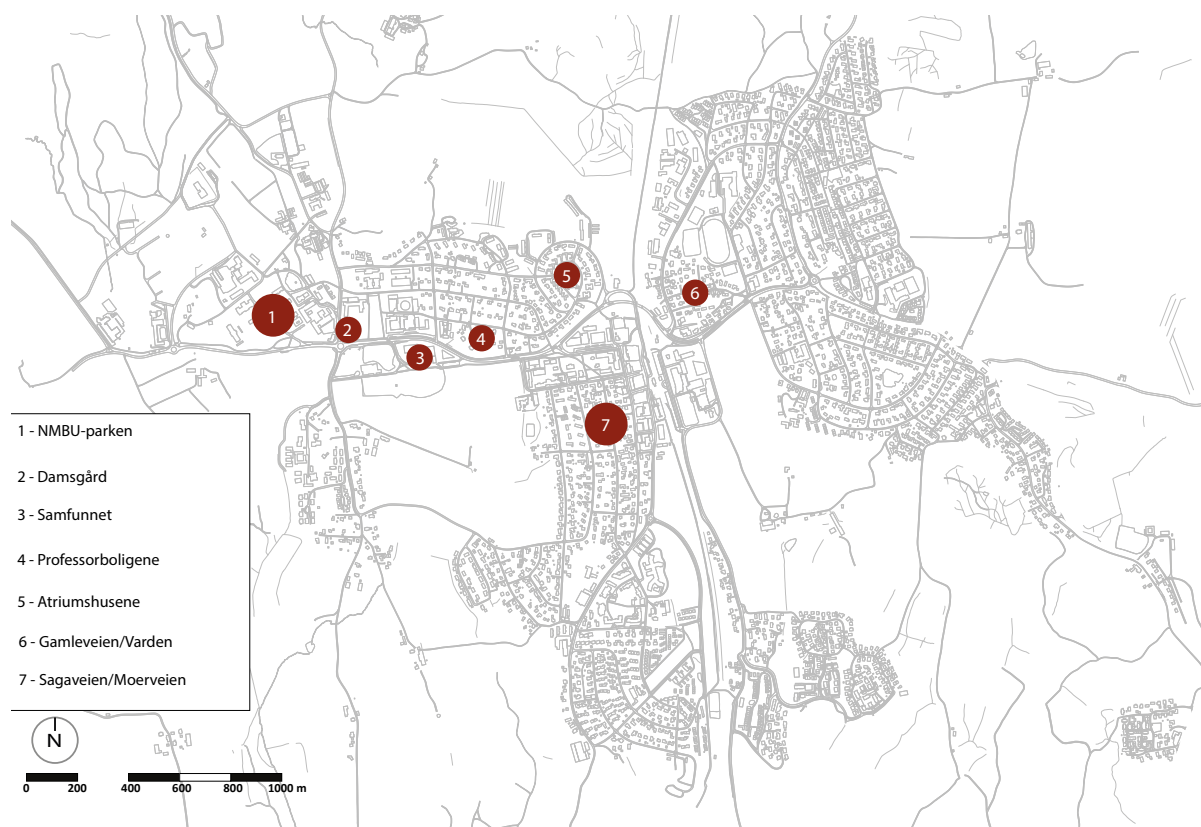 5
6
1
2
4
3
7
1 - NMBU-parken
2 - Damsgård
3 - Samfunnet
4 - Professorboligene
5 - Atriumshusene
6 - Gamleveien/Varden
7 - Sagaveien/Moerveien
N
0 200 400 600 800 1000 m